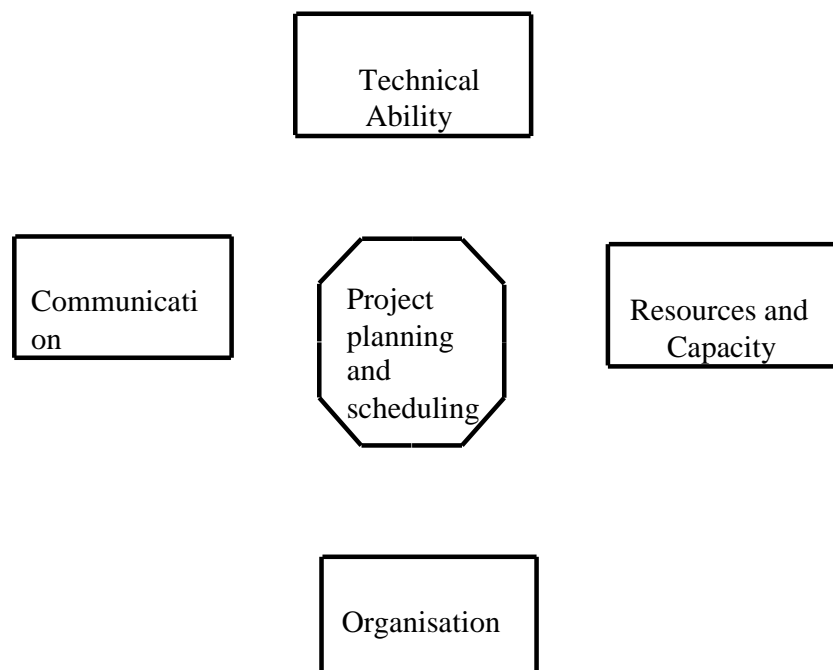 Technical
Ability
Communicati
on
Project
planning
and
scheduling
Resources and
Capacity
Organisation